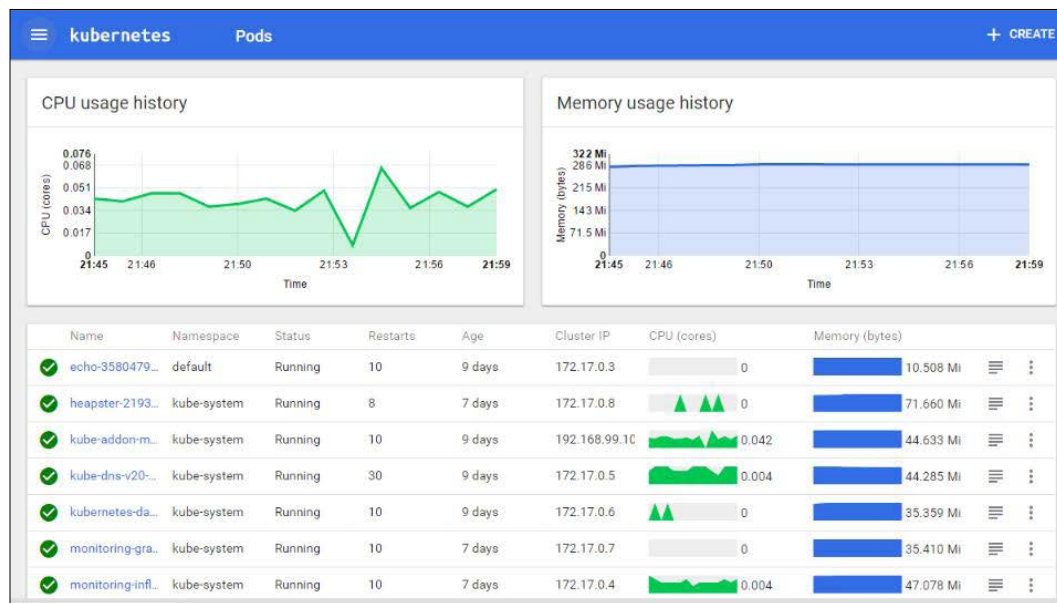 kubernetes Pods + CREATE
CPU usage history
0.076
0.068
0.051
0.034
0.017
0
CPU (cores)
21:45 21:46 21:50 21:53 21:56 21:59
Time
Memory usage history
322 Mi
286 Mi
215 Mi
143 Mi
71.5 Mi
0
Memory (bytes)
21:45 21:46 21:50 21:53 21:56 21:59
Time
Name Namespace Status Restarts Age Cluster IP CPU (cores) Memory (bytes)
echo-3580479... default Running 10 9 days 172.17.0.3 0 10.508 Mi
heapster-2193... kube-system Running 8 7 days 172.17.0.8 0 71.660 Mi
kube-addon-m... kube-system Running 10 9 days 192.168.99.10 0.042 44.633 Mi
kube-dns-v20-... kube-system Running 30 9 days 172.17.0.5 0.004 44.285 Mi
kubernetes-da... kube-system Running 10 9 days 172.17.0.6 0 35.359 Mi
monitoring-gra... kube-system Running 10 7 days 172.17.0.7 0 35.410 Mi
monitoring-infl... kube-system Running 10 7 days 172.17.0.4 0.004 47.078 Mi